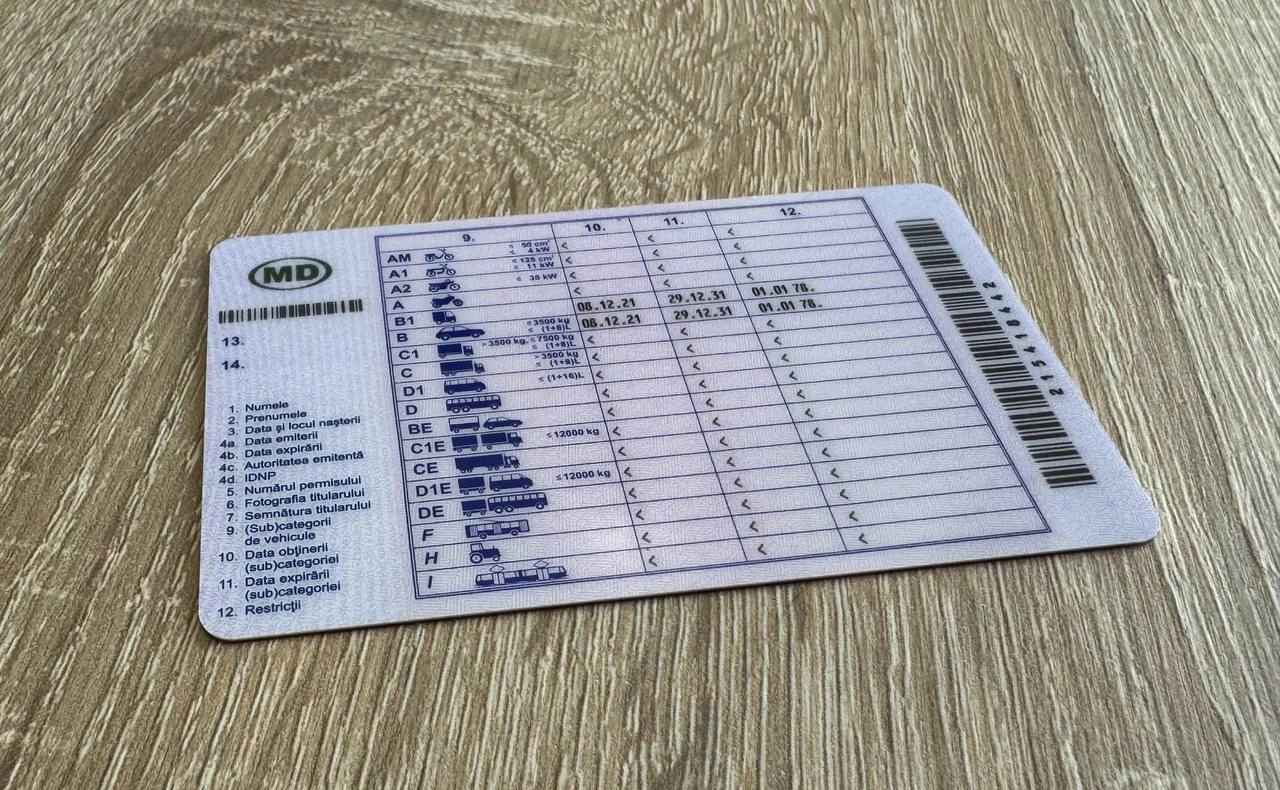 MD
13.
14.
1. Numele
2. Prenumele
3. Data și locul nașterii
4a. Data emiterii
4b. Data expirării
4c. Autoritatea emitentă
4d. IDNP
5. Numărul permisului
6. Fotografia titularului
7. Semnătura titularului
9. (Sub)categorii
de vehicule
10. Data obținerii
(sub)categoriei
11. Data expirării
(sub)categoriei
12. Restricții
9. 10. 11. 12.
AM ≤ 50 cm³ ≤ 4 kW < < <
A1 ≤ 125 cm³ ≤ 11 kW < < <
A2 ≤ 35 kW < < <
A < < <
B1 08.12.21 29.12.31 01.01 78.
B ≤3500 kg ≤ (1+8)L 08.12.21 29.12.31 01.01 78.
C1 >3500 kg, ≤7500 kg ≤ (1+8)L < < <
C >3500 kg ≤ (1+8)L < < <
D1 ≤ (1+16)L < < <
D < < <
BE < < <
C1E ≤12000 kg < < <
CE < < <
D1E ≤12000 kg < < <
DE < < <
F < < <
H < < <
I < < <
215418442